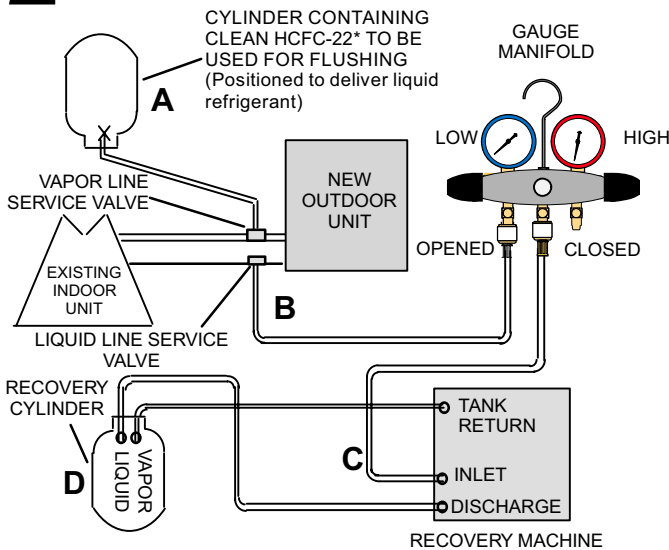 CYLINDER CONTAINING
CLEAN HCFC-22* TO BE
USED FOR FLUSHING
(Positioned to deliver liquid
refrigerant)
A
GAUGE
MANIFOLD
LOW
HIGH
VAPOR LINE
SERVICE VALVE
NEW
OUTDOOR
UNIT
OPENED
CLOSED
EXISTING
INDOOR
UNIT
B
LIQUID LINE SERVICE
VALVE
RECOVERY
CYLINDER
TANK
RETURN
C
D
LIQUID
VAPOR
INLET
DISCHARGE
RECOVERY MACHINE